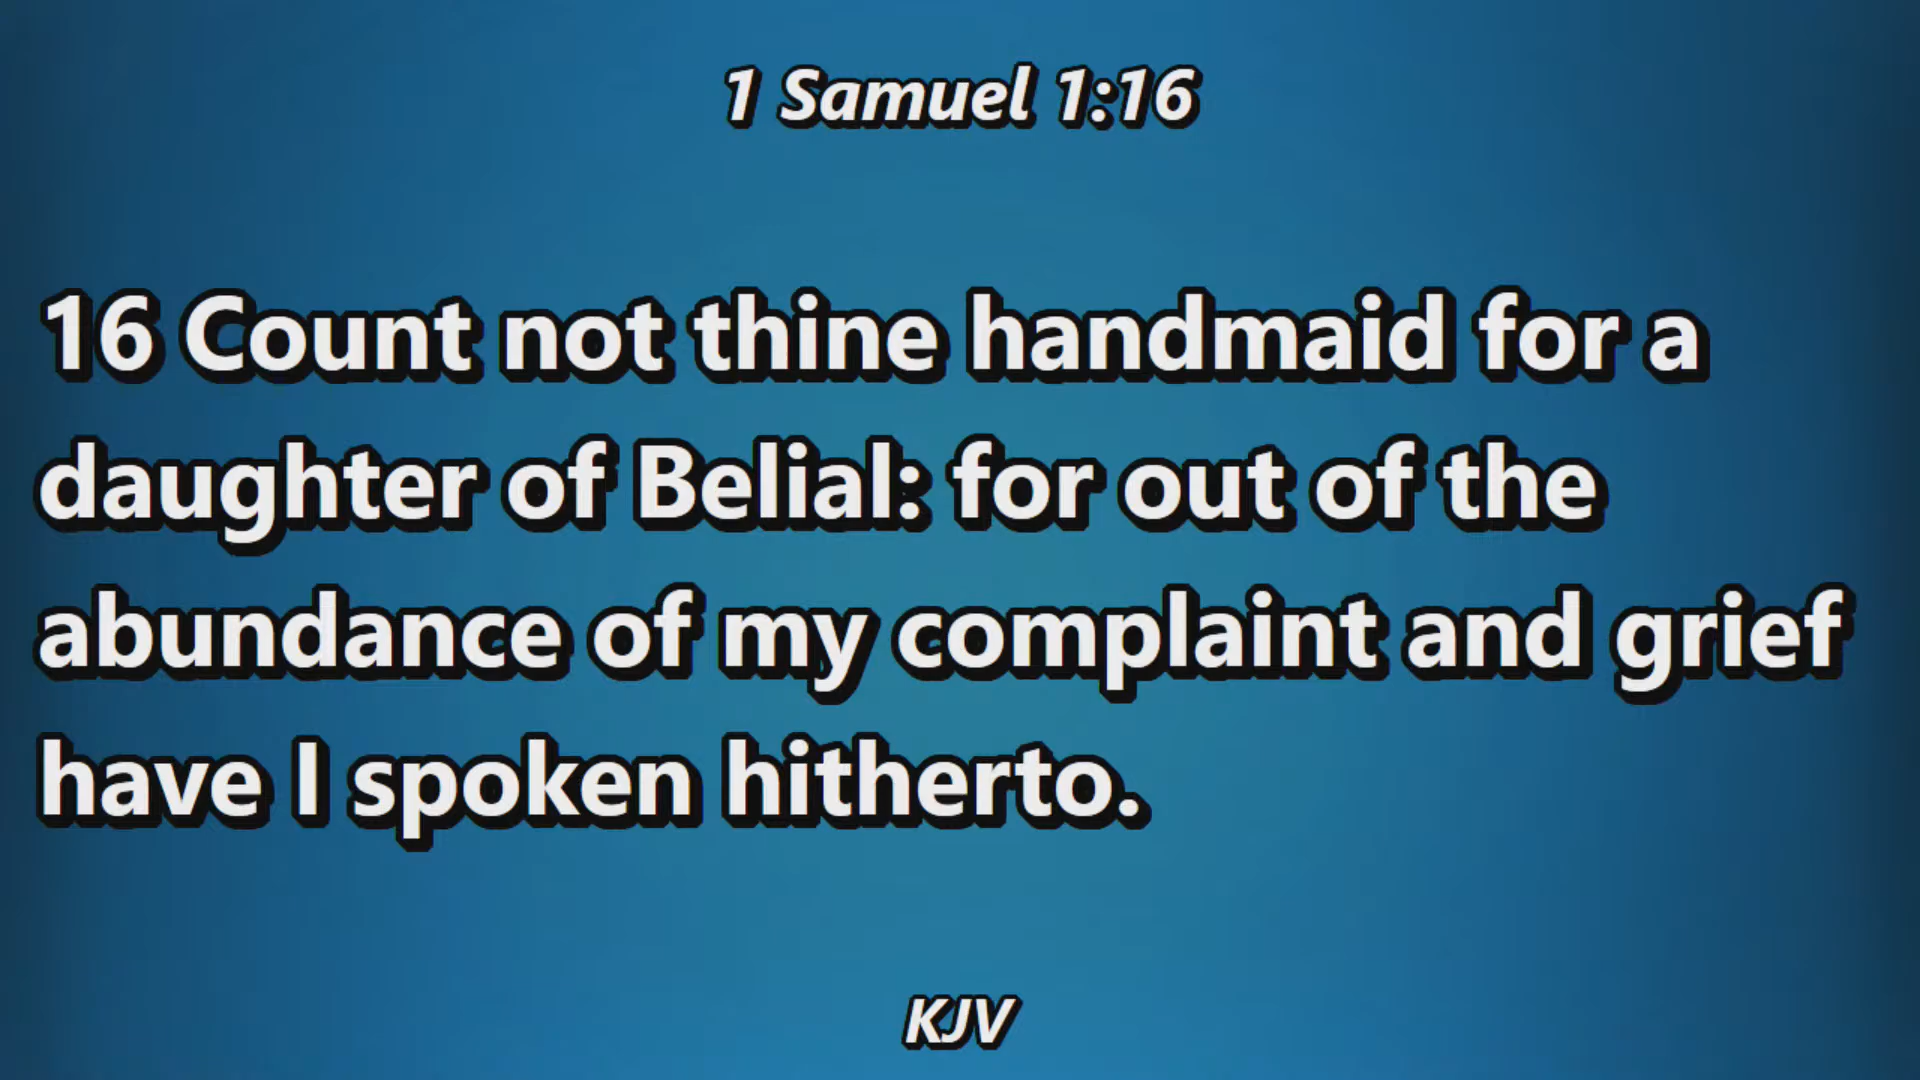 1 Samuel 1:16
16 Count not thine handmaid for a
daughter of Belial: for out of the
abundance of my complaint and grief
have I spoken hitherto.
KJV